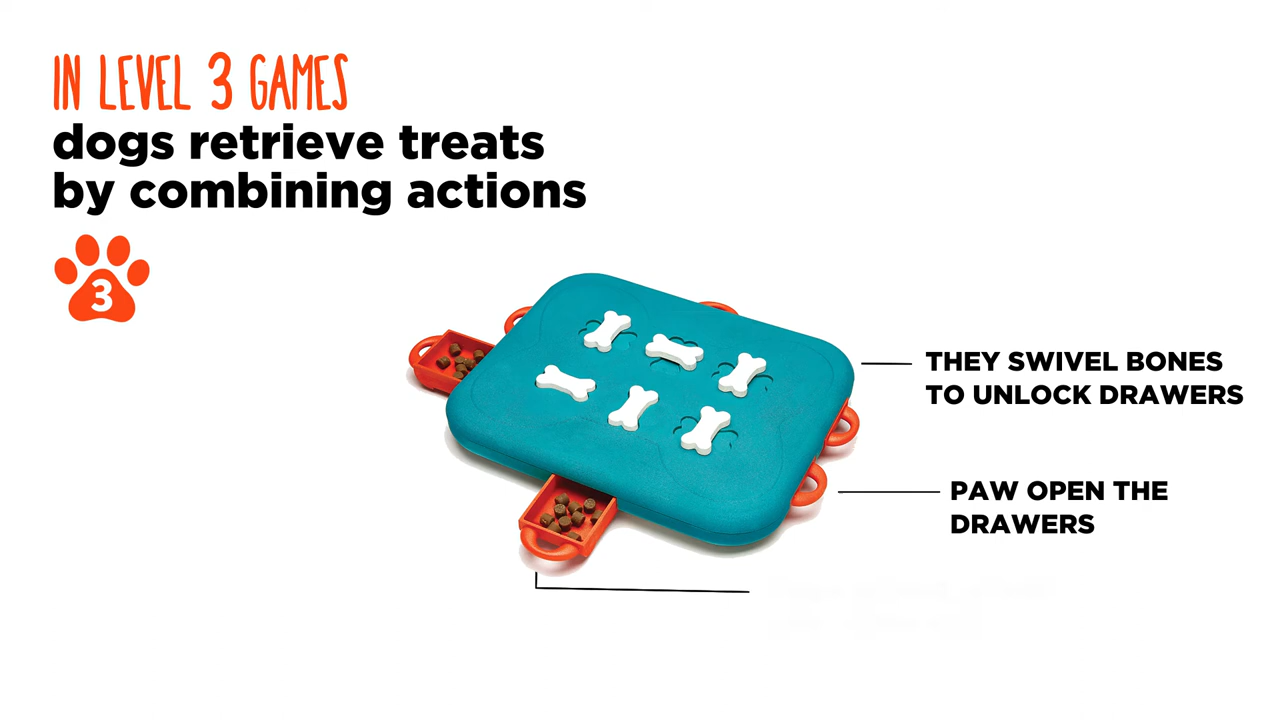 IN LEVEL 3 GAMES
dogs retrieve treats
by combining actions
3
THEY SWIVEL BONES
TO UNLOCK DRAWERS
PAW OPEN THE
DRAWERS